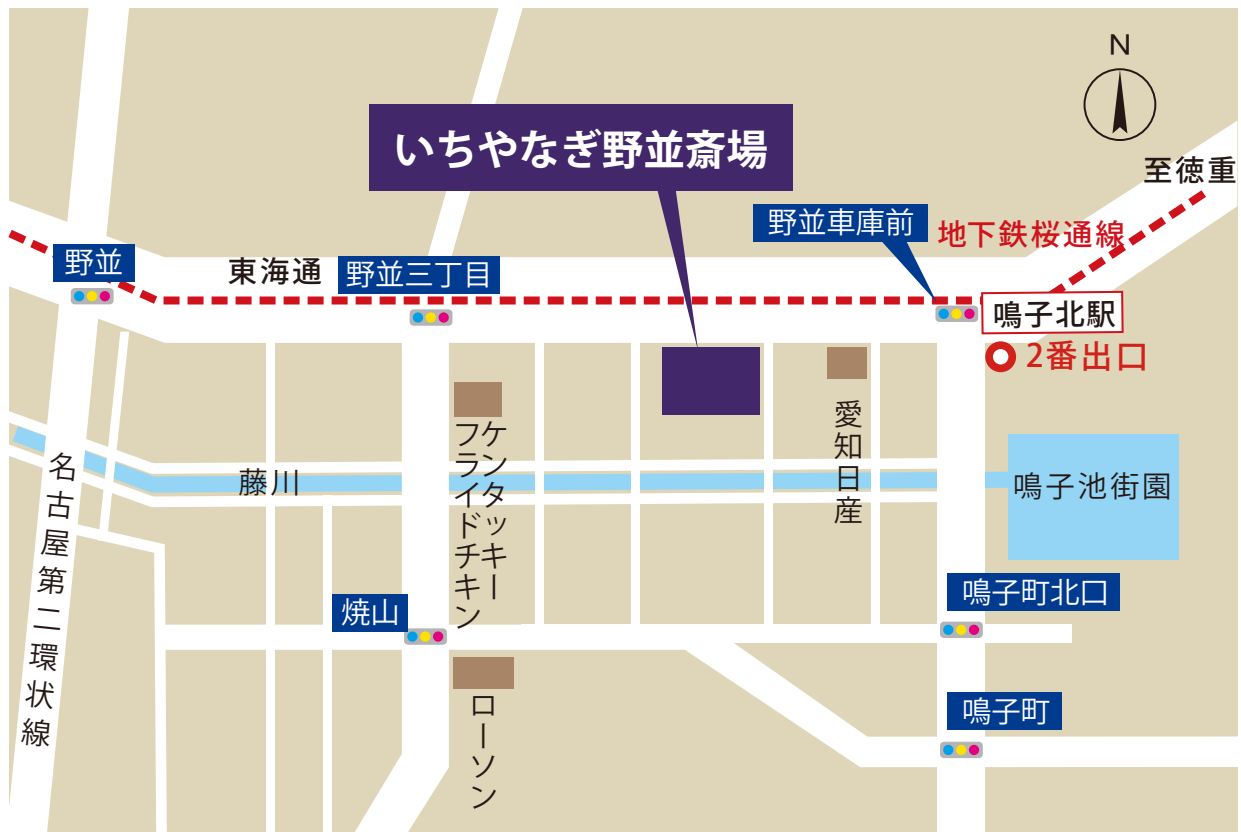 N
いちやなぎ野並斎場
至徳重
野並車庫前
地下鉄桜通線
野並
東海通
野並三丁目
鳴子北駅
2番出口
愛知日産
ケンタッキー
フライドチキン
名古屋第二環状線
藤川
鳴子池街園
焼山
鳴子町北口
ローソン
鳴子町